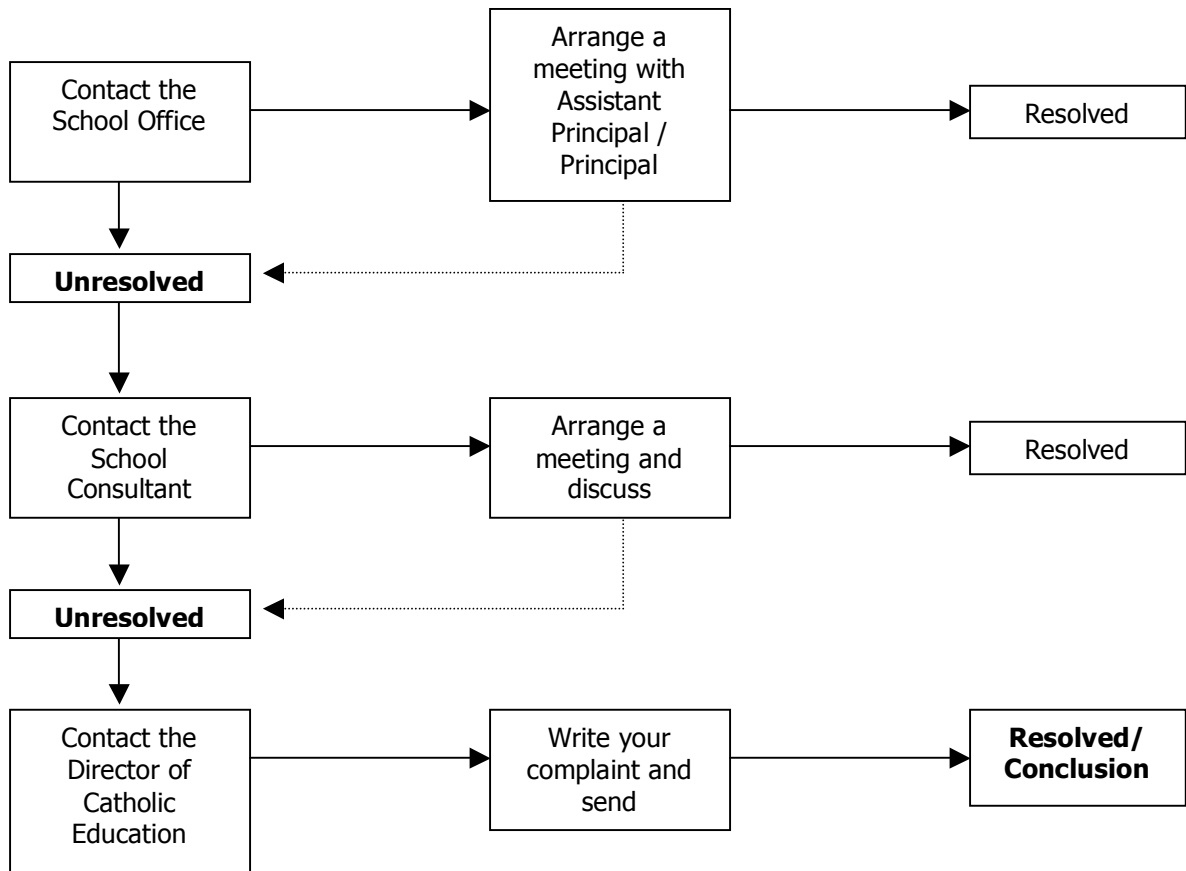 Contact the
School Office
Arrange a
meeting with
Assistant
Principal /
Principal
Resolved
Unresolved
Contact the
School
Consultant
Arrange a
meeting and
discuss
Resolved
Unresolved
Contact the
Director of
Catholic
Education
Write your
complaint and
send
Resolved/
Conclusion